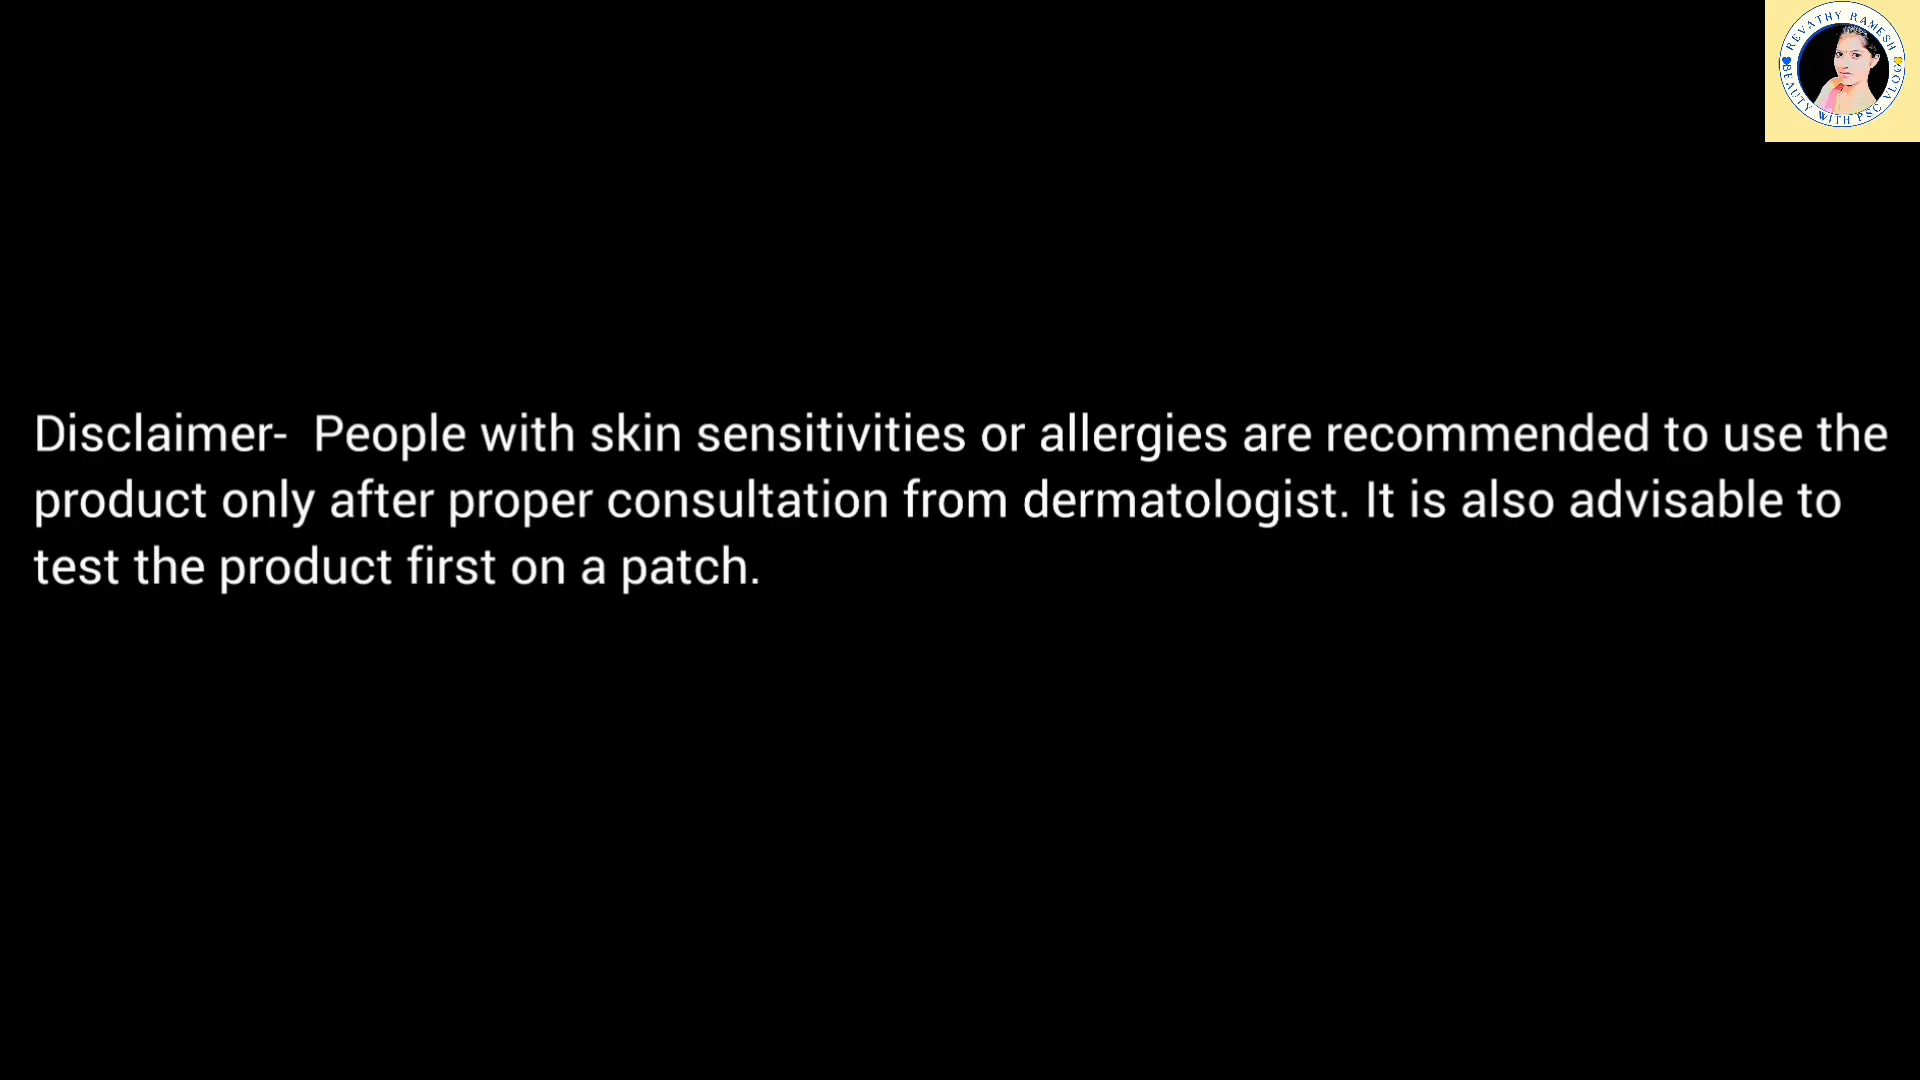 REVATHY RAMESH
BEAUTY WITH PSC VLOG
Disclaimer-  People with skin sensitivities or allergies are recommended to use the
product only after proper consultation from dermatologist. It is also advisable to
test the product first on a patch.